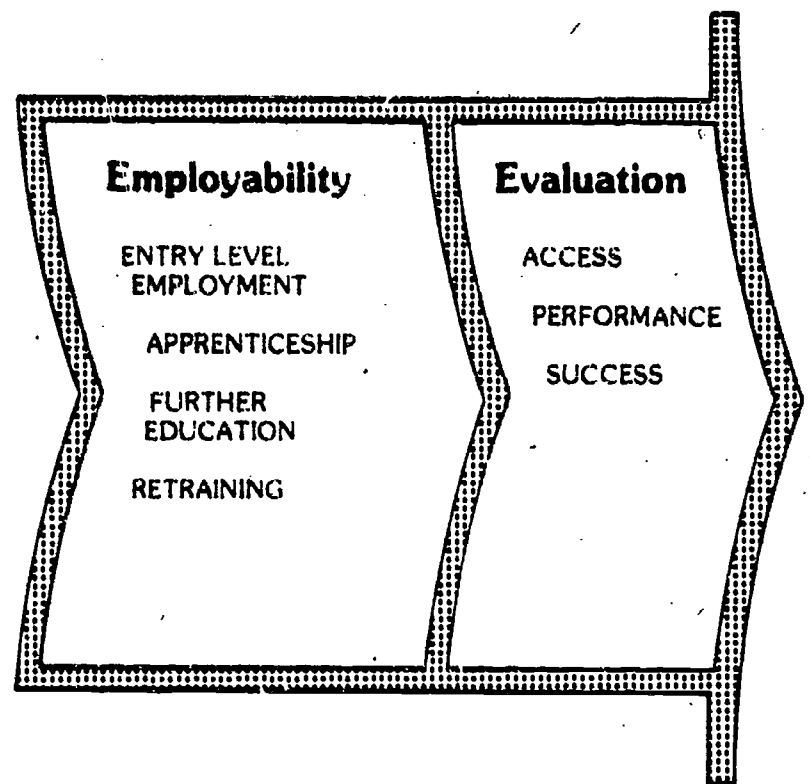 Employability
ENTRY LEVEL
EMPLOYMENT
APPRENTICESHIP
FURTHER
EDUCATION
RETRAINING
Evaluation
ACCESS
PERFORMANCE
SUCCESS